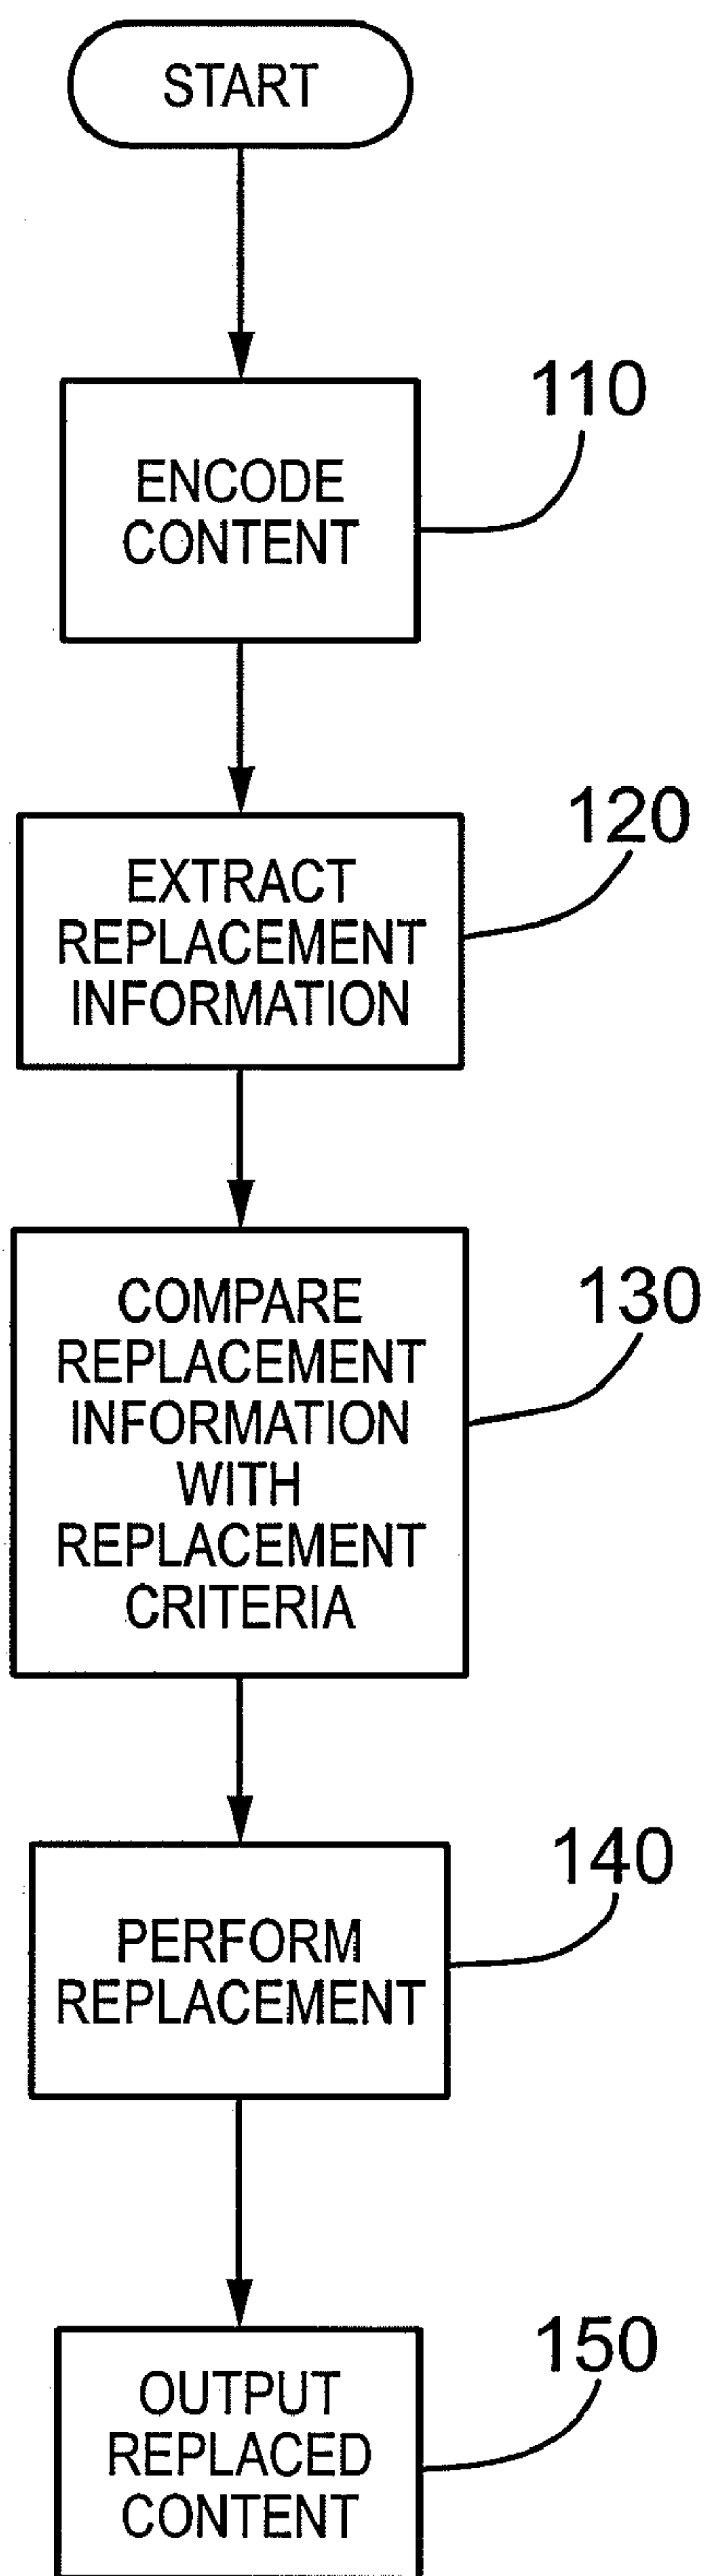 START
110
ENCODE
CONTENT
120
EXTRACT
REPLACEMENT
INFORMATION
130
COMPARE
REPLACEMENT
INFORMATION
WITH
REPLACEMENT
CRITERIA
140
PERFORM
REPLACEMENT
150
OUTPUT
REPLACED
CONTENT